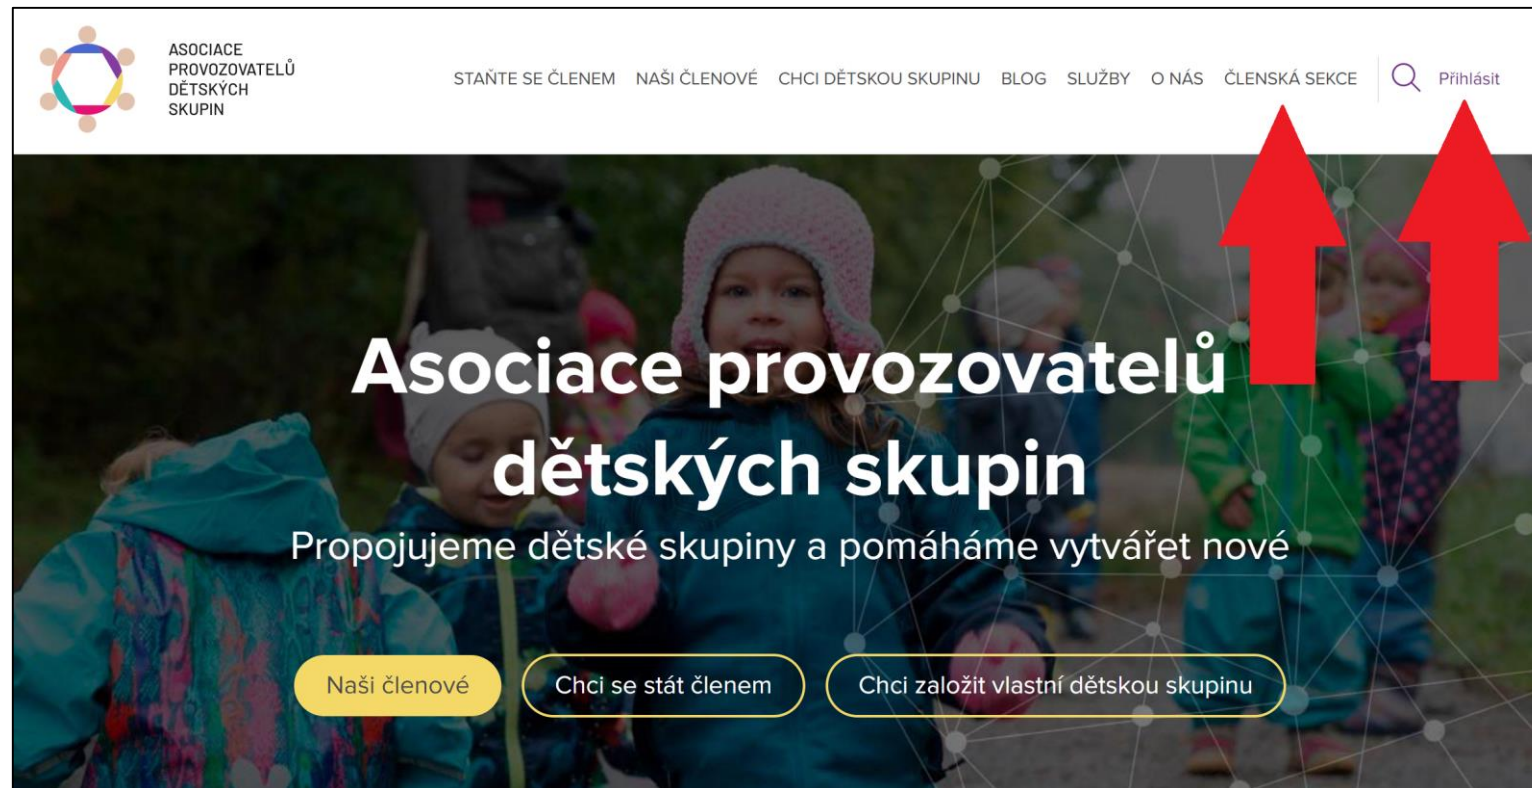 ASOCIACE
PROVOZOVATELŮ
DĚTSKÝCH
SKUPIN
STAŇTE SE ČLENEM NAŠI ČLENOVÉ CHCI DĚTSKOU SKUPINU BLOG SLUŽBY O NÁS ČLENSKÁ SEKCE Přihlásit
Asociace provozovatelů
dětských skupin
Propojujeme dětské skupiny a pomáháme vytvářet nové
Naši členové Chci se stát členem Chci založit vlastní dětskou skupinu